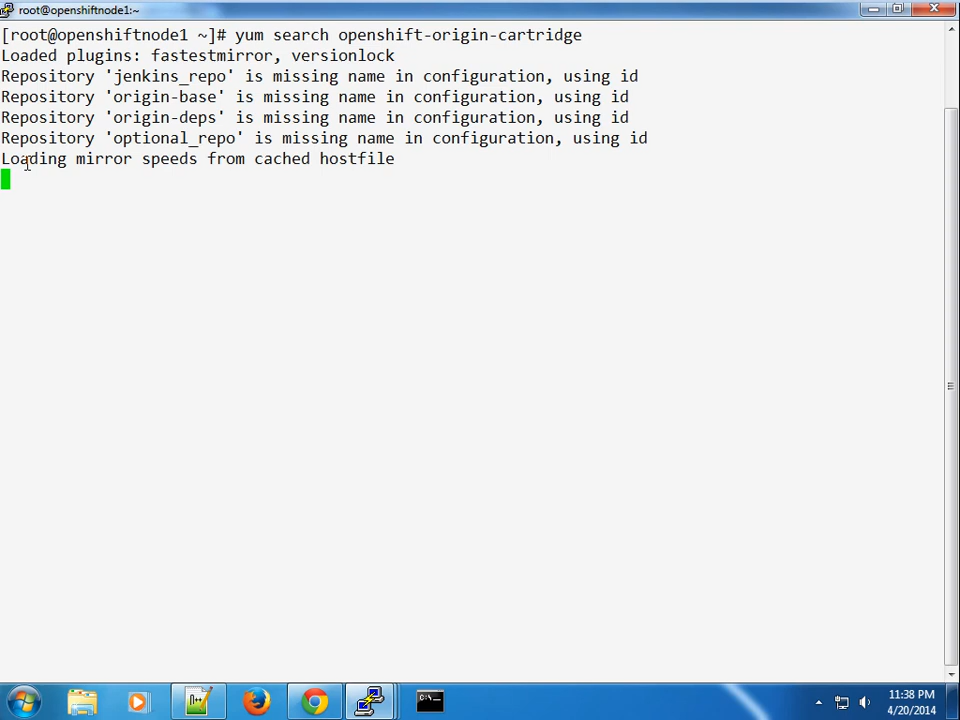 root@openshiftnode1:~
[root@openshiftnode1 ~]# yum search openshift-origin-cartridge
Loaded plugins: fastestmirror, versionlock
Repository 'jenkins_repo' is missing name in configuration, using id
Repository 'origin-base' is missing name in configuration, using id
Repository 'origin-deps' is missing name in configuration, using id
Repository 'optional_repo' is missing name in configuration, using id
Loading mirror speeds from cached hostfile
11:38 PM
4/20/2014